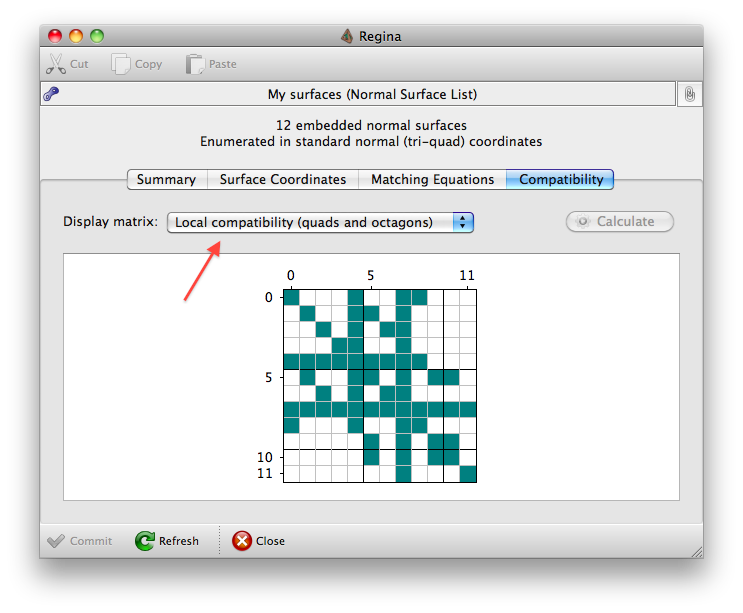 Regina
Cut Copy Paste
My surfaces (Normal Surface List)
12 embedded normal surfaces
Enumerated in standard normal (tri-quad) coordinates
Summary Surface Coordinates Matching Equations Compatibility
Display matrix: Local compatibility (quads and octagons) Calculate
0 5 11
0
5
10
11
Commit Refresh Close